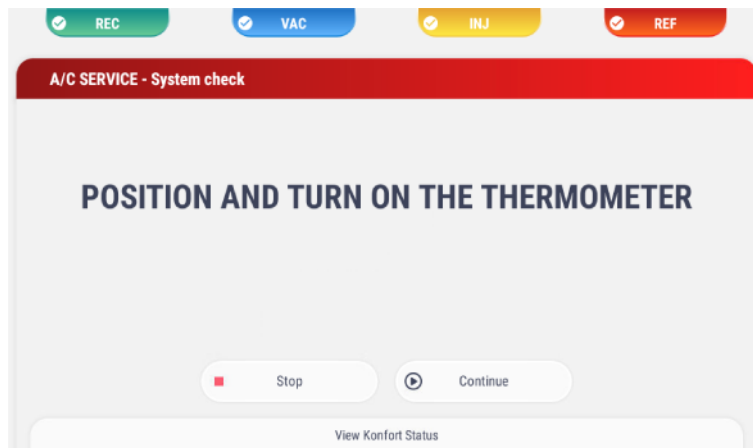 REC
VAC
INJ
REF
A/C SERVICE - System check
POSITION AND TURN ON THE THERMOMETER
Stop
Continue
View Konfort Status